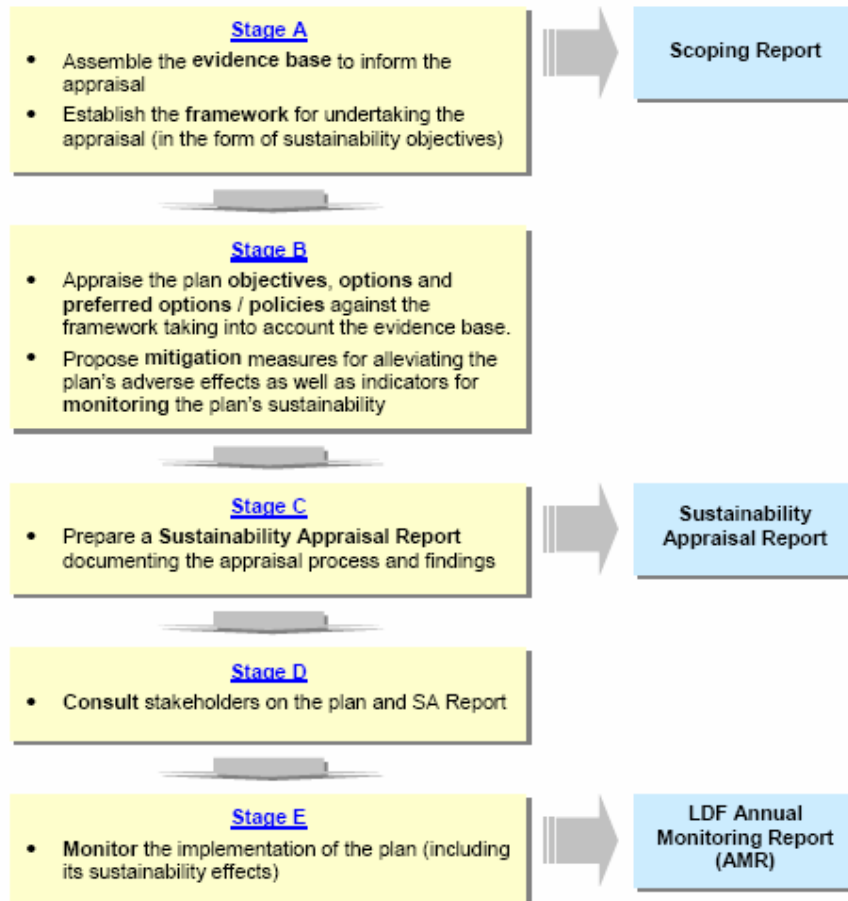 Stage A
• Assemble the evidence base to inform the
appraisal
• Establish the framework for undertaking the
appraisal (in the form of sustainability objectives)
Scoping Report
Stage B
• Appraise the plan objectives, options and
preferred options / policies against the
framework taking into account the evidence base.
• Propose mitigation measures for alleviating the
plan's adverse effects as well as indicators for
monitoring the plan's sustainability
Stage C
• Prepare a Sustainability Appraisal Report
documenting the appraisal process and findings
Sustainability
Appraisal Report
Stage D
• Consult stakeholders on the plan and SA Report
Stage E
• Monitor the implementation of the plan (including
its sustainability effects)
LDF Annual
Monitoring Report
(AMR)